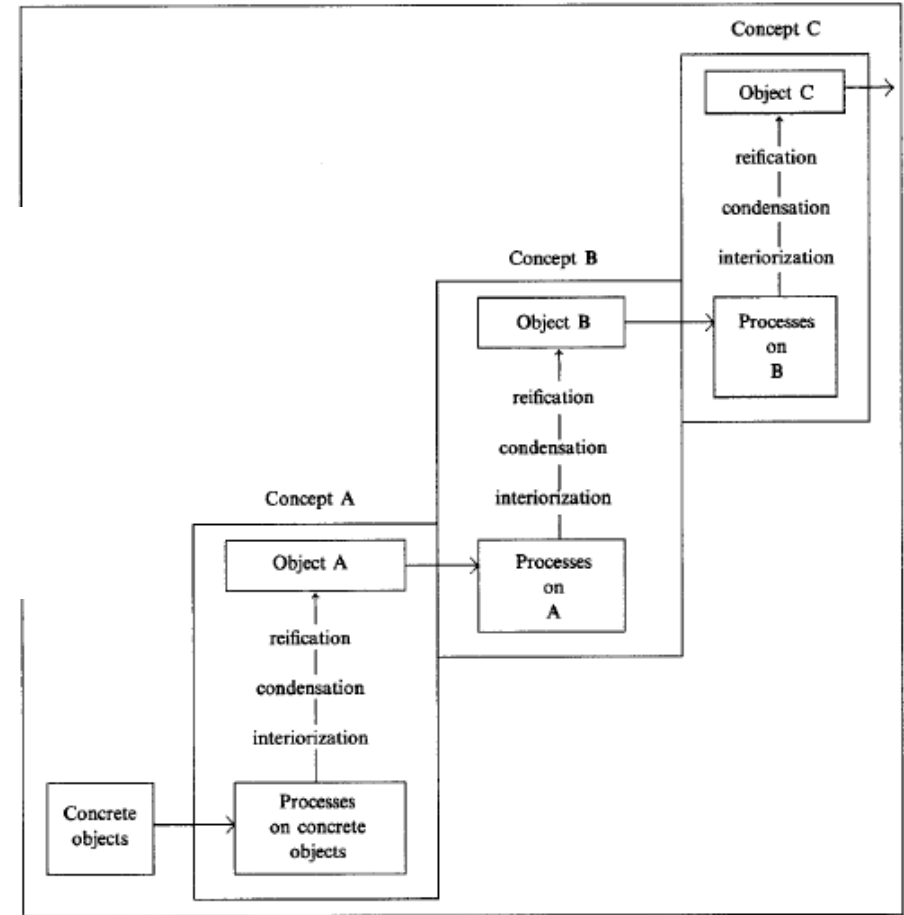 Concept C
Object C
reification
condensation
interiorization
Processes
on
B
Concept B
Object B
reification
condensation
interiorization
Processes
on
A
Concept A
Object A
reification
condensation
interiorization
Processes
on concrete
objects
Concrete
objects